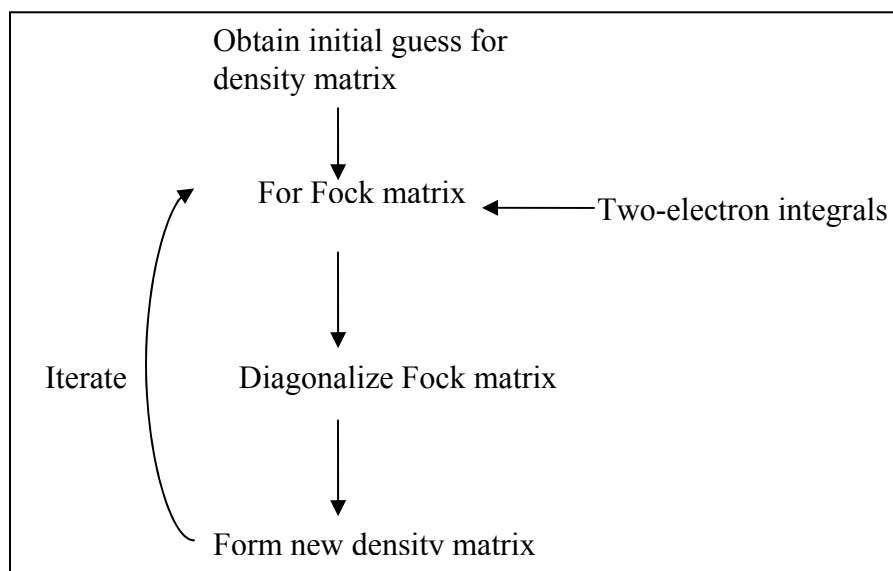 Obtain initial guess for
density matrix
For Fock matrix
Two-electron integrals
Iterate
Diagonalize Fock matrix
Form new density matrix